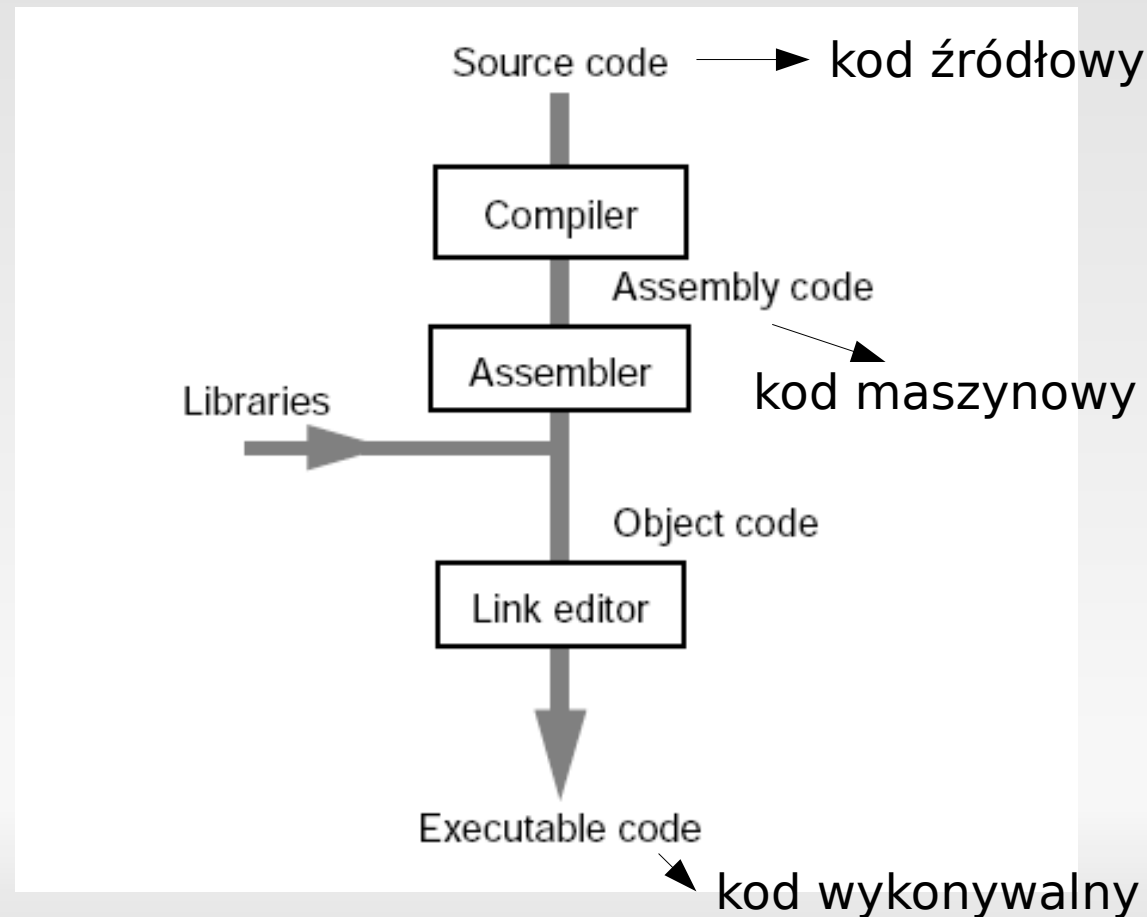 Source code
kod źródłowy
Compiler
Assembly code
Assembler
kod maszynowy
Libraries
Object code
Link editor
Executable code
kod wykonywalny